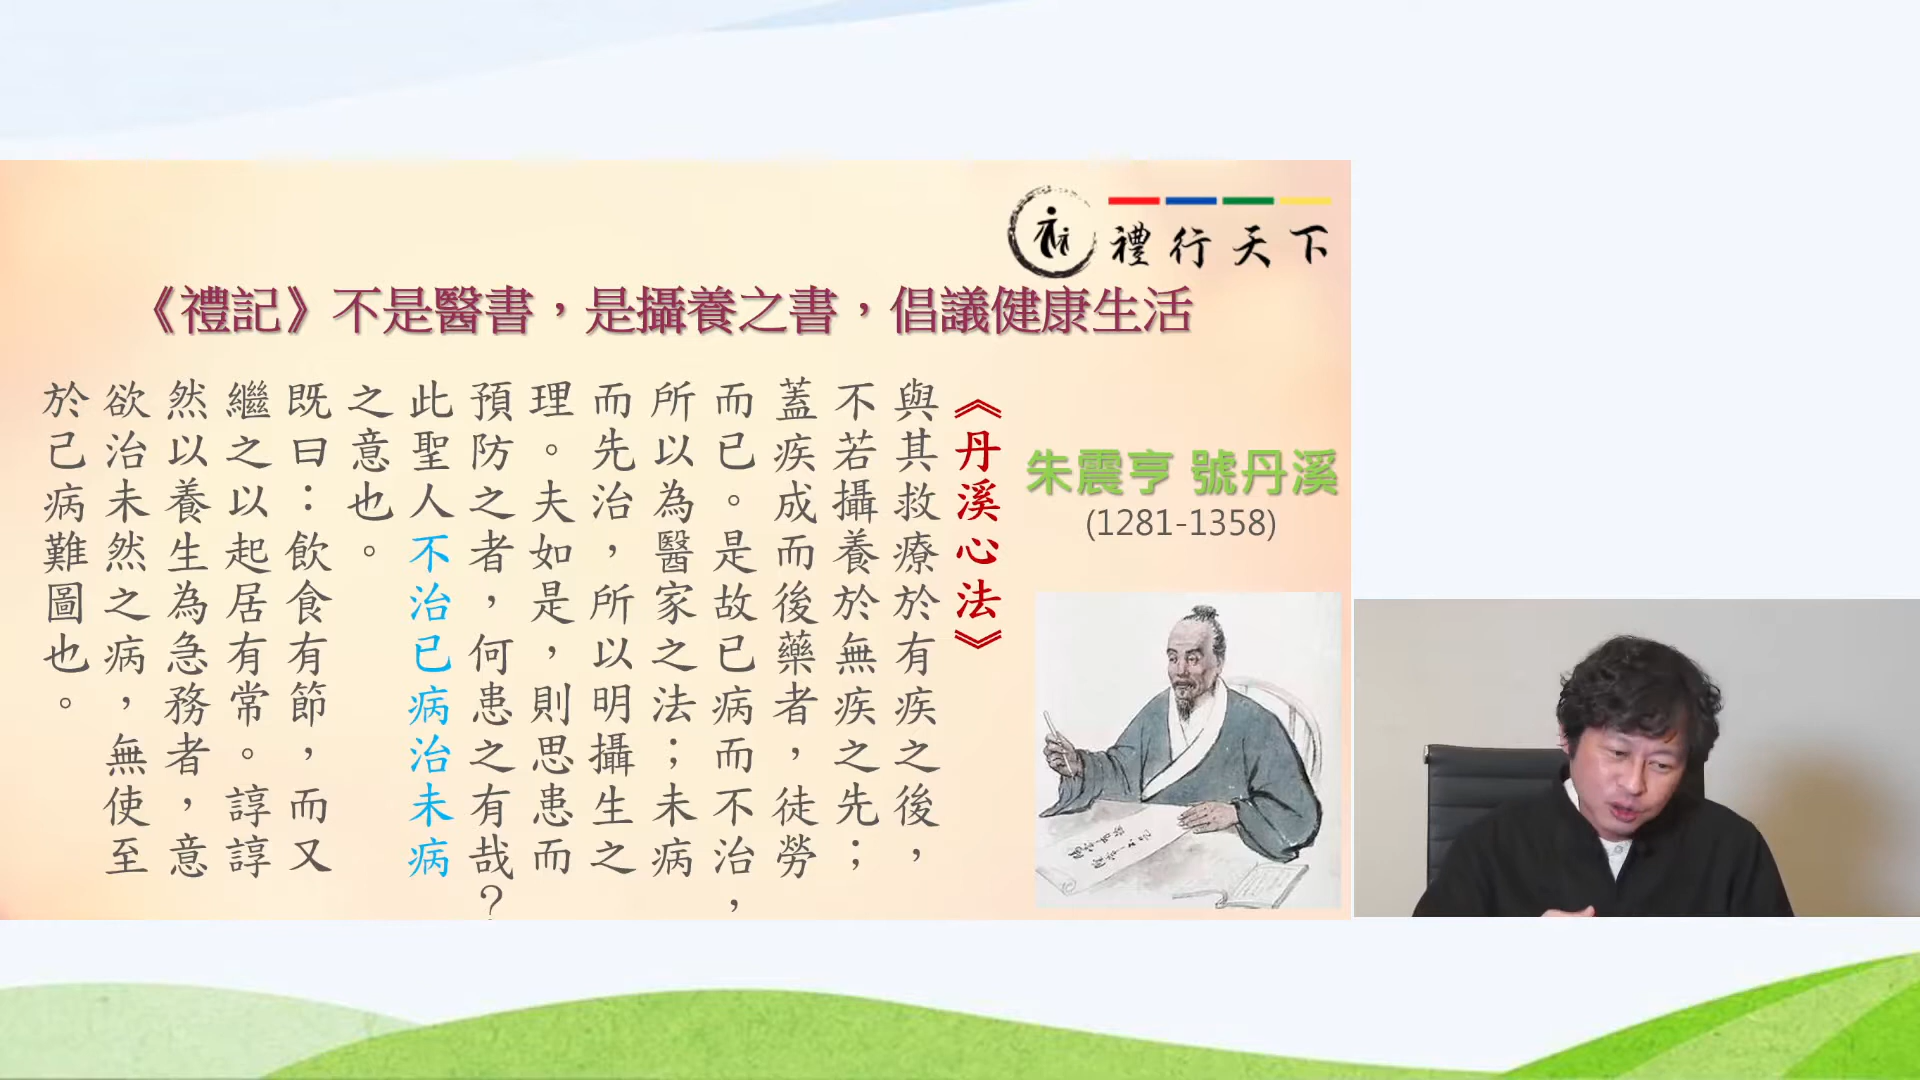 禮行天下
《禮記》不是醫書，是攝養之書，倡議健康生活
朱震亨 號丹溪
(1281-1358)
《丹溪心法》
與其救療於有疾之後，
不若攝養於無疾之先；
蓋疾成而後藥者，徒勞
而已。是故已病而不治，
所以為醫家之法；未病
而先治，所以明攝生之
理。夫如是，則思患而
預防之者，何患之有哉？
此聖人不治已病治未病
之意也。
既曰：飲食有節，而又
繼之以起居有常。諄諄
然以養生為急務者，意
欲治未然之病，無使至
於己病難圖也。